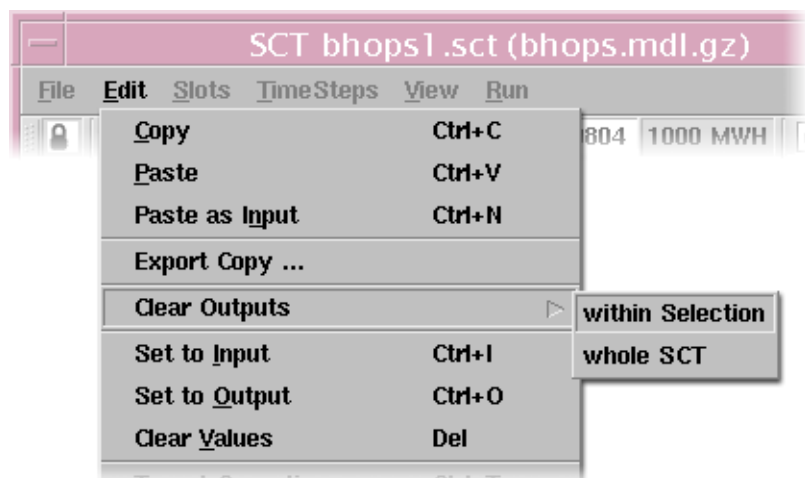 SCT bhops1.sct (bhops.mdl.gz)
File Edit Slots TimeSteps View Run
804 1000 MWH
Copy Ctrl+C
Paste Ctrl+V
Paste as Input Ctrl+N
Export Copy ...
Clear Outputs
within Selection
whole SCT
Set to Input Ctrl+I
Set to Output Ctrl+O
Clear Values Del